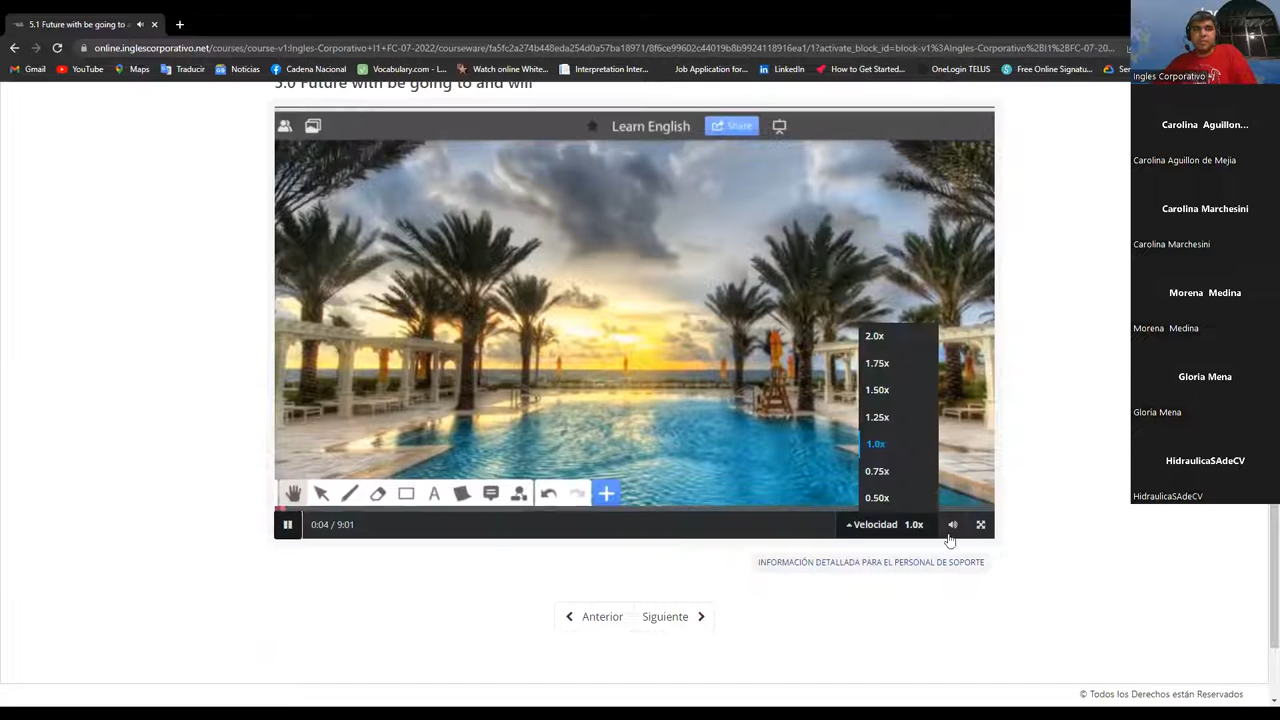 5.1 Future with be going to a
online.inglescorporativo.net/courses/course-v1:Ingles-Corporativo+I1+FC-07-2022/courseware/fa5fc2a274b448eda254d0a57ba18971/8f6ce99602c44019b8b9924118916ea1/1?activate_block_id=block-v1%3AIngles-Corporativo%2BI1%2BFC-07-20...
Gmail
YouTube
Maps
Traducir
Noticias
Cadena Nacional
Vocabulary.com - L...
Watch online White...
Interpretation Inter...
Job Application for...
LinkedIn
How to Get Started...
OneLogin TELUS
Free Online Signatu...
Ser
Future with be going to and will
Learn English
Share
2.0x
1.75x
1.50x
1.25x
1.0x
0.75x
0.50x
A
0:04 / 9:01
Velocidad 1.0x
INFORMACIÓN DETALLADA PARA EL PERSONAL DE SOPORTE
Anterior
Siguiente
© Todos los Derechos están Reservados
Ingles Corporativo
Carolina Aguillon...
Carolina Aguillon de Mejia
Carolina Marchesini
Carolina Marchesini
Morena Medina
Morena Medina
Gloria Mena
Gloria Mena
HidraulicaSAdeCV
HidraulicaSAdeCV